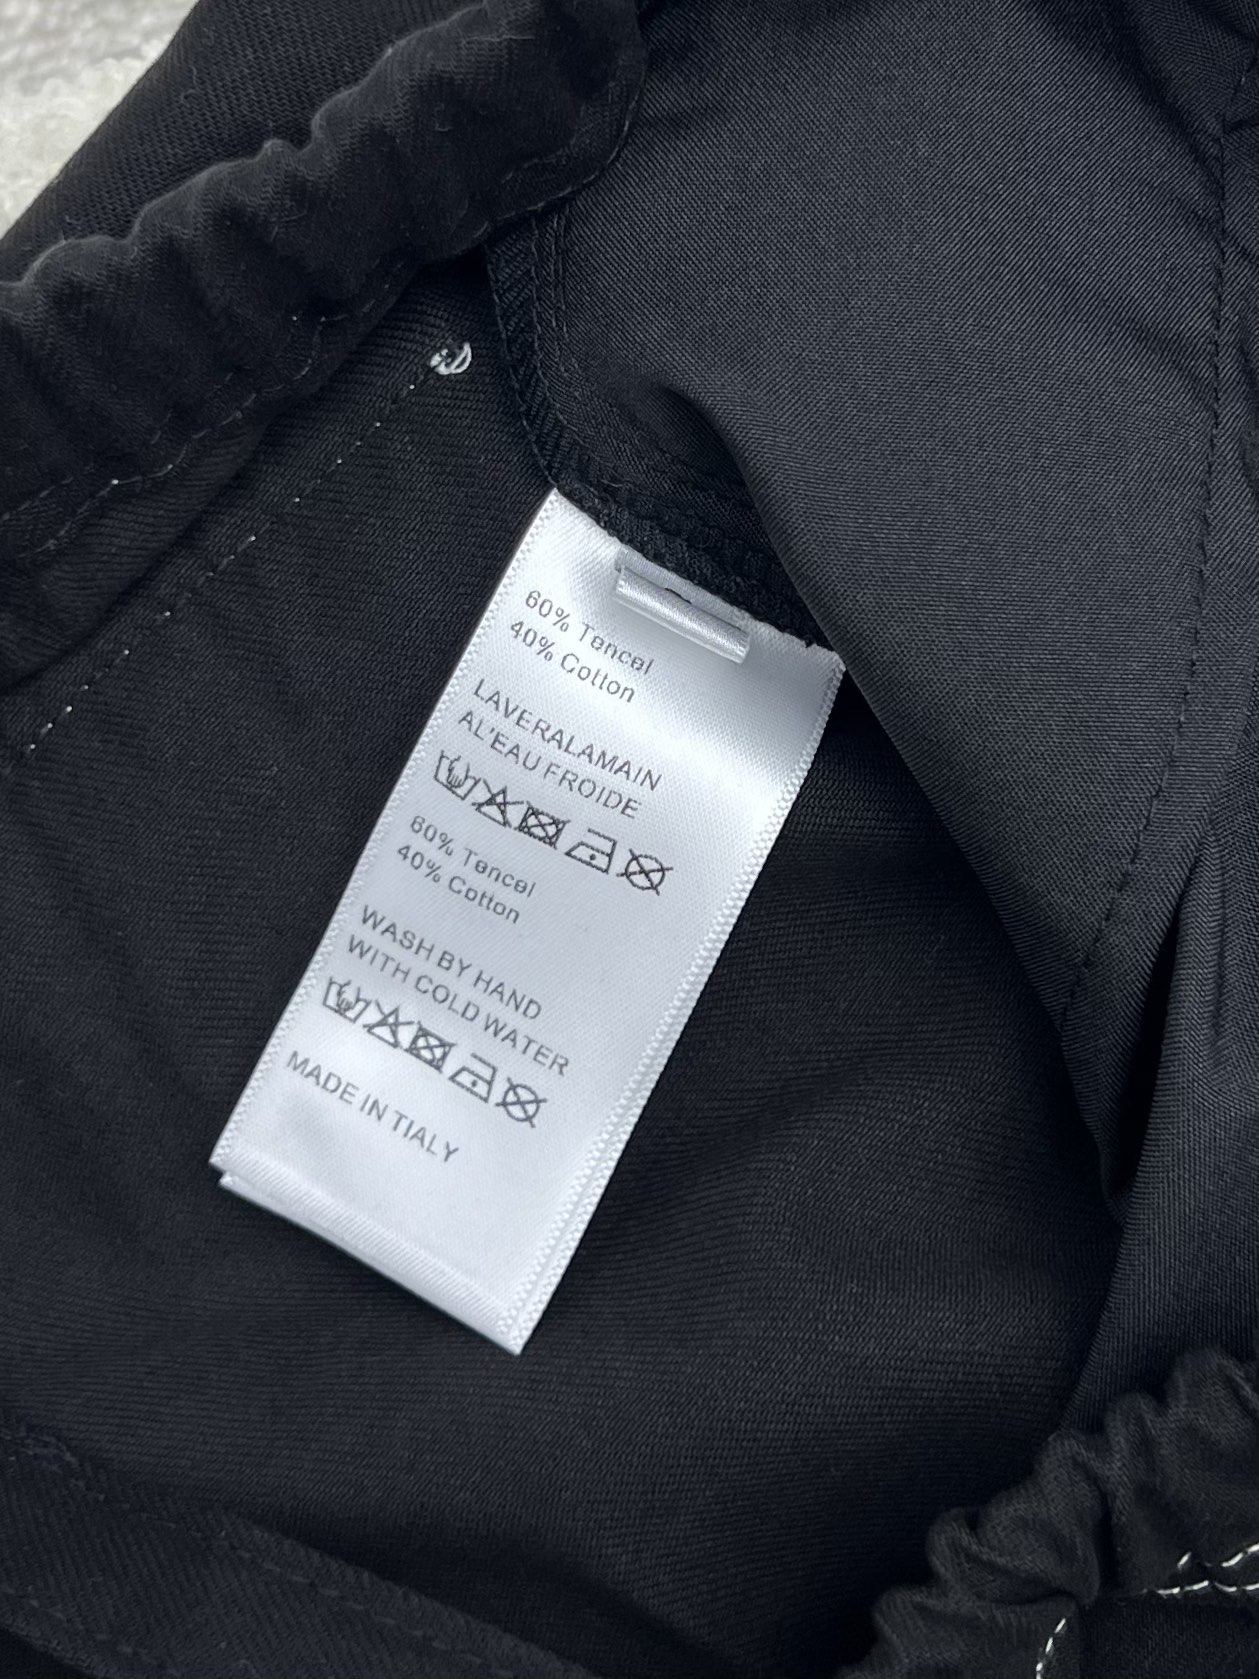 60% Tencel
40% Cotton
LAVERALAMAIN
AL'EAU FROIDE
60% Tencel
40% Cotton
WASH BY HAND
WITH COLD WATER
MADE IN TIALY